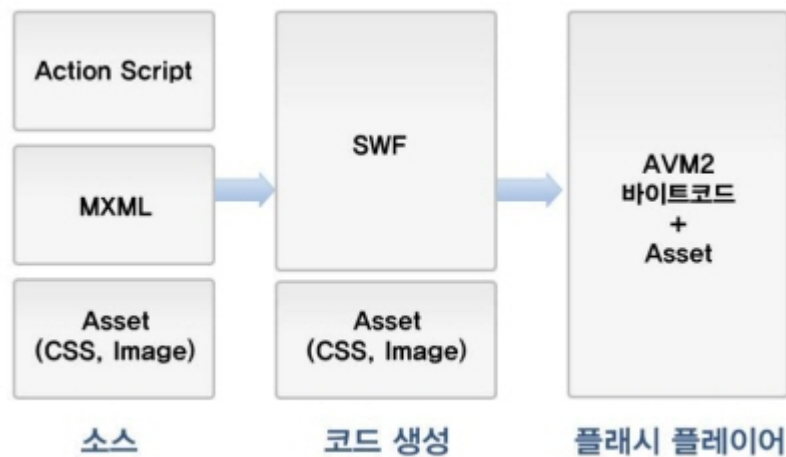 Action Script
MXML
Asset
(CSS, Image)
소스
SWF
Asset
(CSS, Image)
코드 생성
AVM2
바이트코드
+
Asset
플래시 플레이어